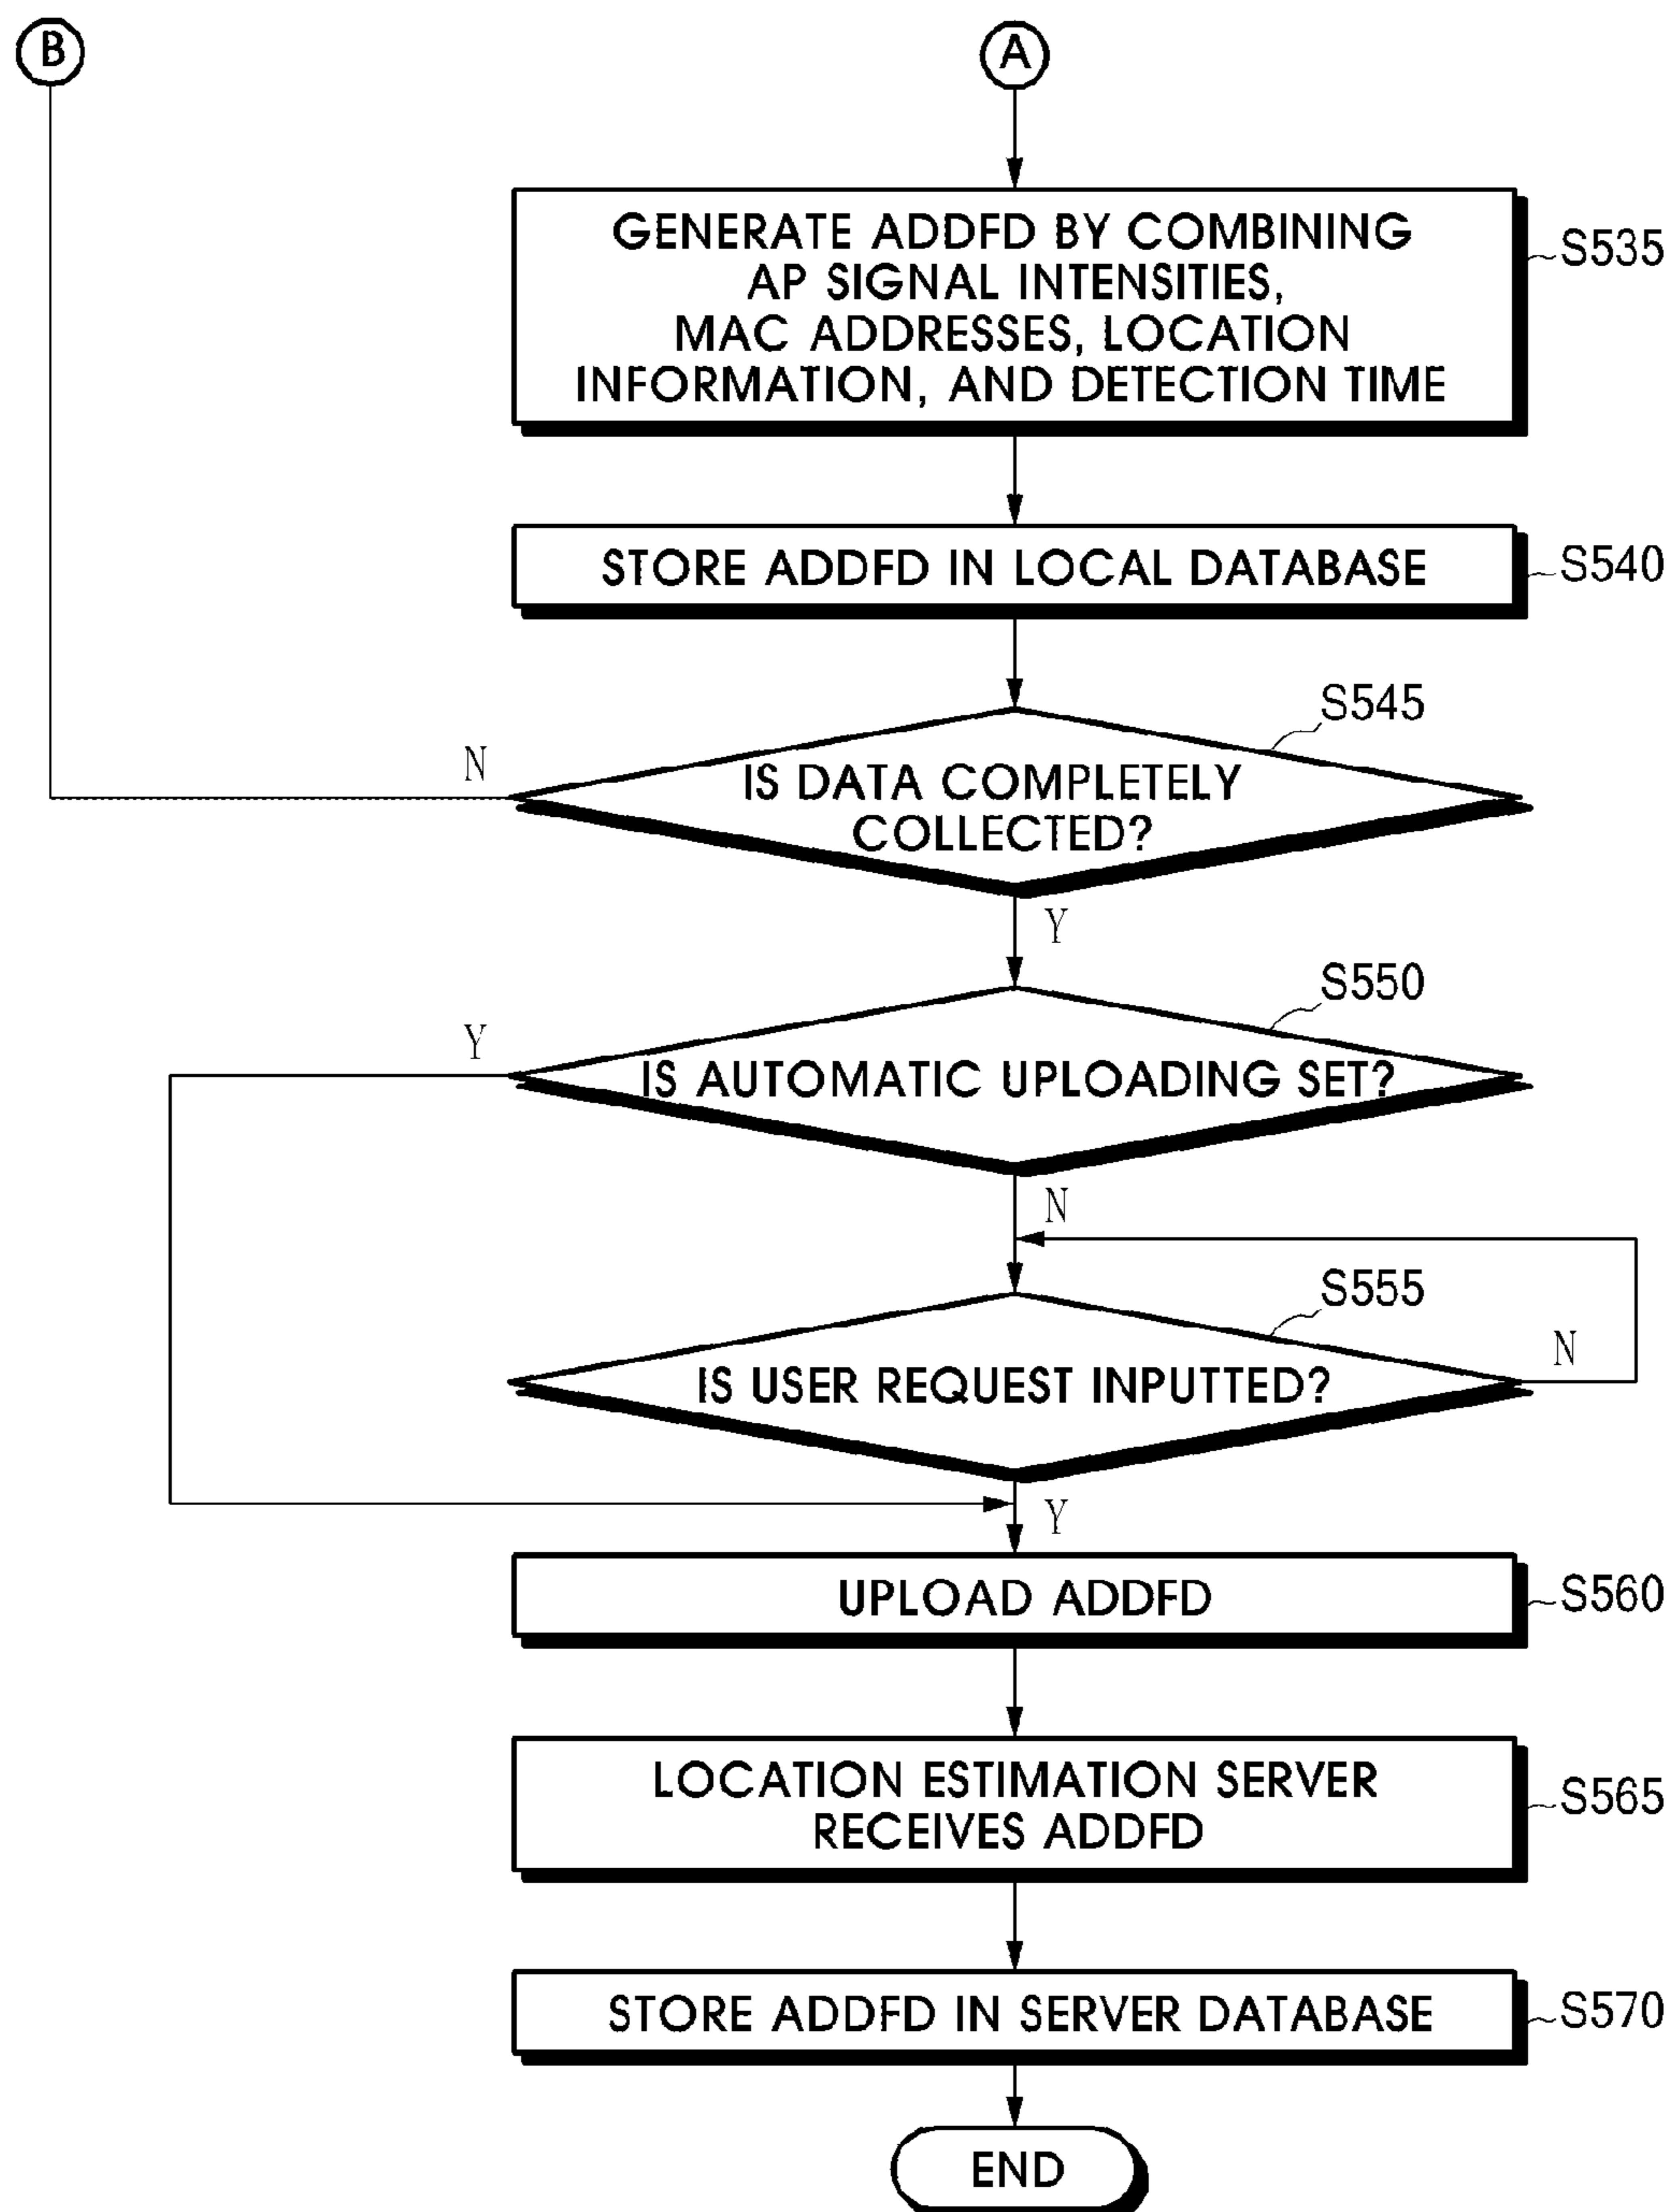 B
A
GENERATE ADDFD BY COMBINING
AP SIGNAL INTENSITIES,
MAC ADDRESSES, LOCATION
INFORMATION, AND DETECTION TIME
S535
STORE ADDFD IN LOCAL DATABASE
S540
S545
N
IS DATA COMPLETELY
COLLECTED?
Y
S550
Y
IS AUTOMATIC UPLOADING SET?
N
S555
N
IS USER REQUEST INPUTTED?
Y
UPLOAD ADDFD
S560
LOCATION ESTIMATION SERVER
RECEIVES ADDFD
S565
STORE ADDFD IN SERVER DATABASE
S570
END